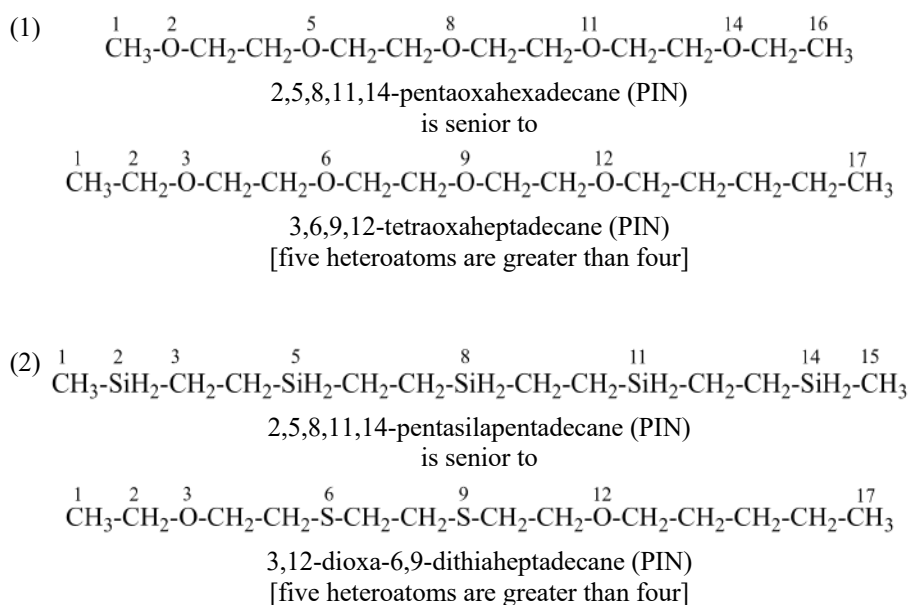 (1) 1 2 5 8 11 14 16
CH₃-O-CH₂-CH₂-O-CH₂-CH₂-O-CH₂-CH₂-O-CH₂-CH₂-O-CH₂-CH₃
2,5,8,11,14-pentaoxahexadecane (PIN)
is senior to
1 2 3 6 9 12 17
CH₃-CH₂-O-CH₂-CH₂-O-CH₂-CH₂-O-CH₂-CH₂-O-CH₂-CH₂-CH₂-CH₂-CH₃
3,6,9,12-tetraoxaheptadecane (PIN)
[five heteroatoms are greater than four]
(2) 1 2 3 5 8 11 14 15
CH₃-SiH₂-CH₂-CH₂-SiH₂-CH₂-CH₂-SiH₂-CH₂-CH₂-SiH₂-CH₂-CH₂-SiH₂-CH₃
2,5,8,11,14-pentasilapentadecane (PIN)
is senior to
1 2 3 6 9 12 17
CH₃-CH₂-O-CH₂-CH₂-S-CH₂-CH₂-S-CH₂-CH₂-O-CH₂-CH₂-CH₂-CH₂-CH₃
3,12-dioxa-6,9-dithiaheptadecane (PIN)
[five heteroatoms are greater than four]